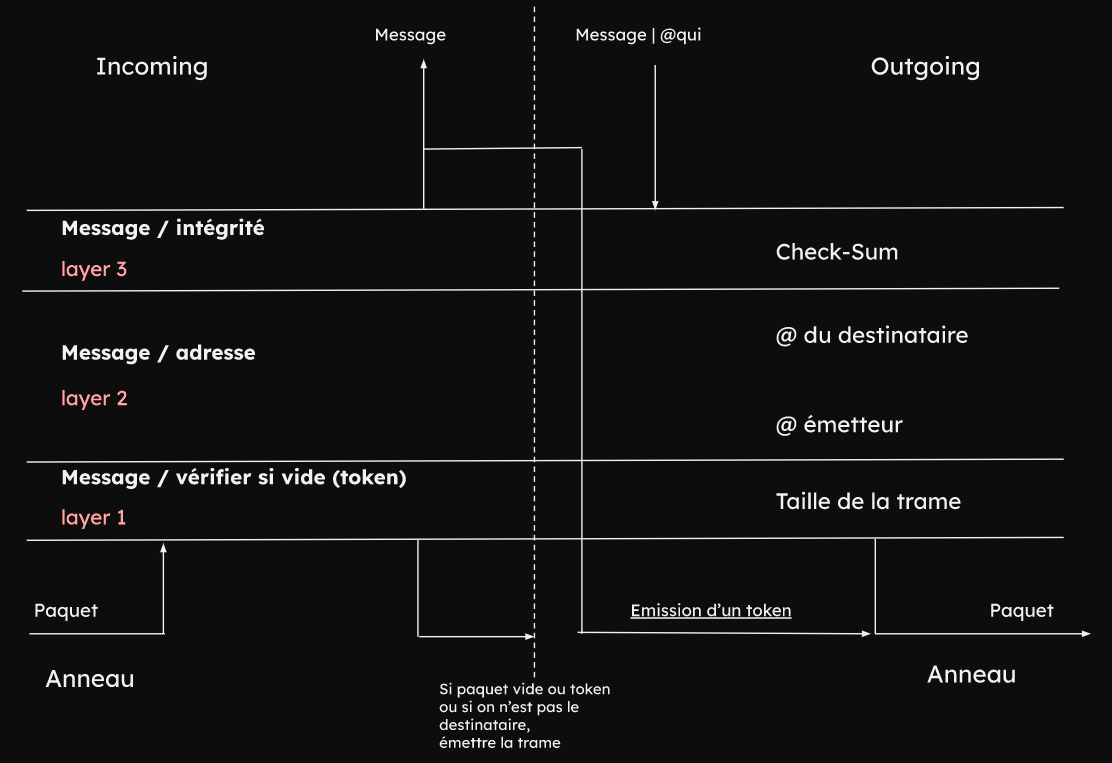 Message
Message | @qui
Incoming
Outgoing
Message / intégrité
layer 3
Check-Sum
Message / adresse
layer 2
@ du destinataire
@ émetteur
Message / vérifier si vide (token)
layer 1
Taille de la trame
Paquet
Emission d'un token
Paquet
Anneau
Anneau
Si paquet vide ou token
ou si on n'est pas le
destinataire,
émettre la trame